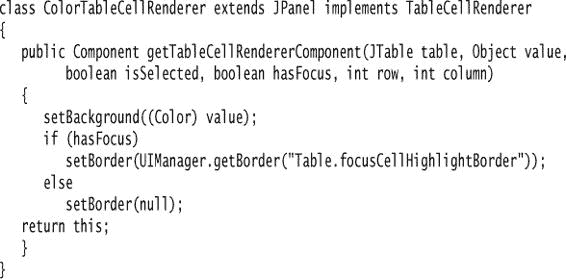 class ColorTableCellRenderer extends JPanel implements TableCellRenderer
{
public Component getTableCellRendererComponent(JTable table, Object value,
boolean isSelected, boolean hasFocus, int row, int column)
{
setBackground((Color) value);
if (hasFocus)
setBorder(UIManager.getBorder("Table.focusCellHighlightBorder"));
else
setBorder(null);
return this;
}
}